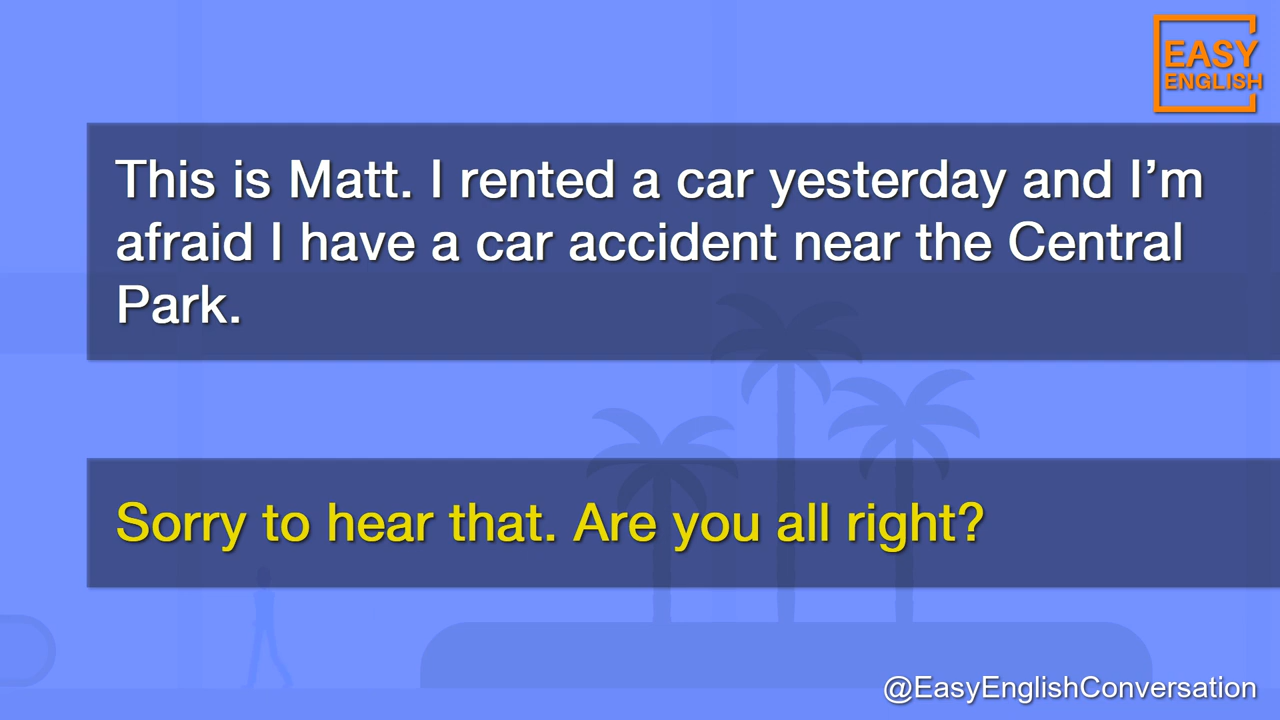 EASY
ENGLISH
This is Matt. I rented a car yesterday and I’m
afraid I have a car accident near the Central
Park.
Sorry to hear that. Are you all right?
@EasyEnglishConversation